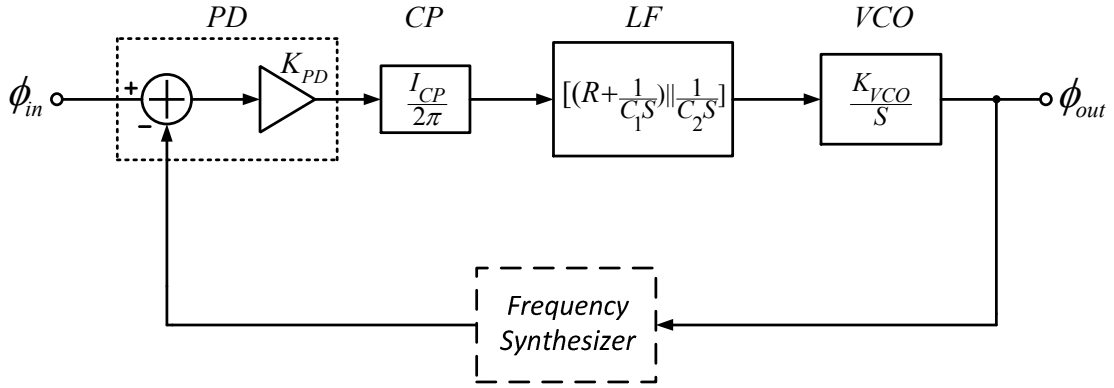 PD
CP
LF
VCO
ϕin
+
−
KPD
ICP
2π
[(R+1/C1S)||1/C2S]
KVCO
S
ϕout
Frequency
Synthesizer